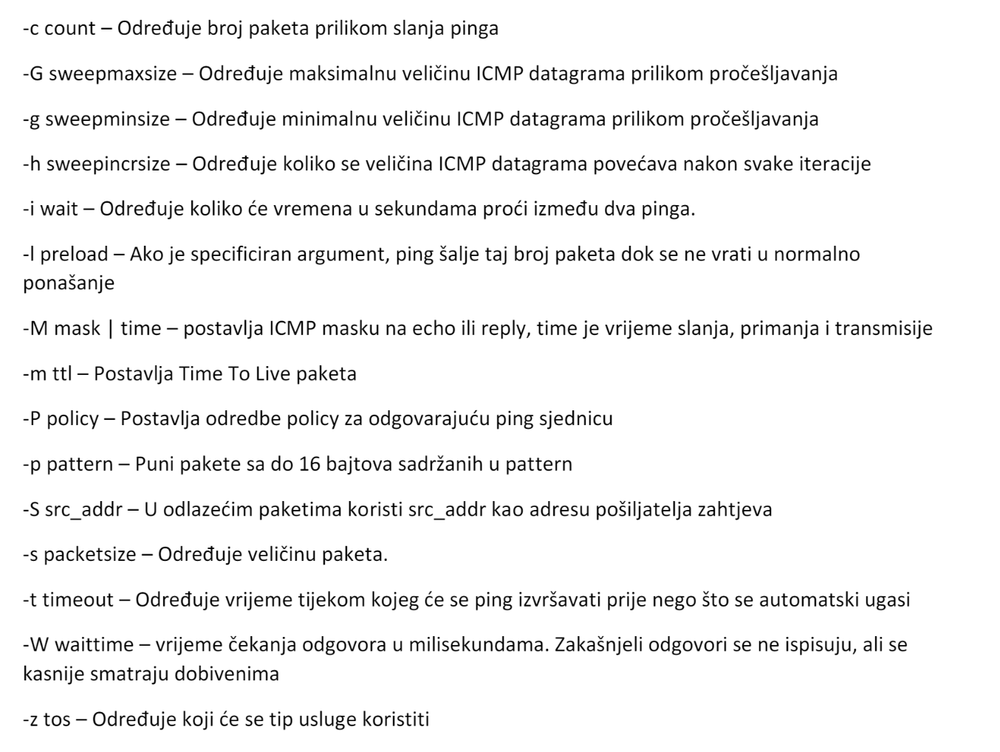 -c count – Određuje broj paketa prilikom slanja pinga
-G sweepmaxsize – Određuje maksimalnu veličinu ICMP datagrama prilikom pročešljavanja
-g sweepminsize – Određuje minimalnu veličinu ICMP datagrama prilikom pročešljavanja
-h sweepincrsize – Određuje koliko se veličina ICMP datagrama povećava nakon svake iteracije
-i wait – Određuje koliko će vremena u sekundama proći između dva pinga.
-l preload – Ako je specificiran argument, ping šalje taj broj paketa dok se ne vrati u normalno
ponašanje
-M mask | time – postavlja ICMP masku na echo ili reply, time je vrijeme slanja, primanja i transmisije
-m ttl – Postavlja Time To Live paketa
-P policy – Postavlja odredbe policy za odgovarajuću ping sjednicu
-p pattern – Puni pakete sa do 16 bajtova sadržanih u pattern
-S src_addr – U odlazećim paketima koristi src_addr kao adresu pošiljatelja zahtjeva
-s packetsize – Određuje veličinu paketa.
-t timeout – Određuje vrijeme tijekom kojeg će se ping izvršavati prije nego što se automatski ugasi
-W waittime – vrijeme čekanja odgovora u milisekundama. Zakašnjeli odgovori se ne ispisuju, ali se
kasnije smatraju dobivenima
-z tos – Određuje koji će se tip usluge koristiti